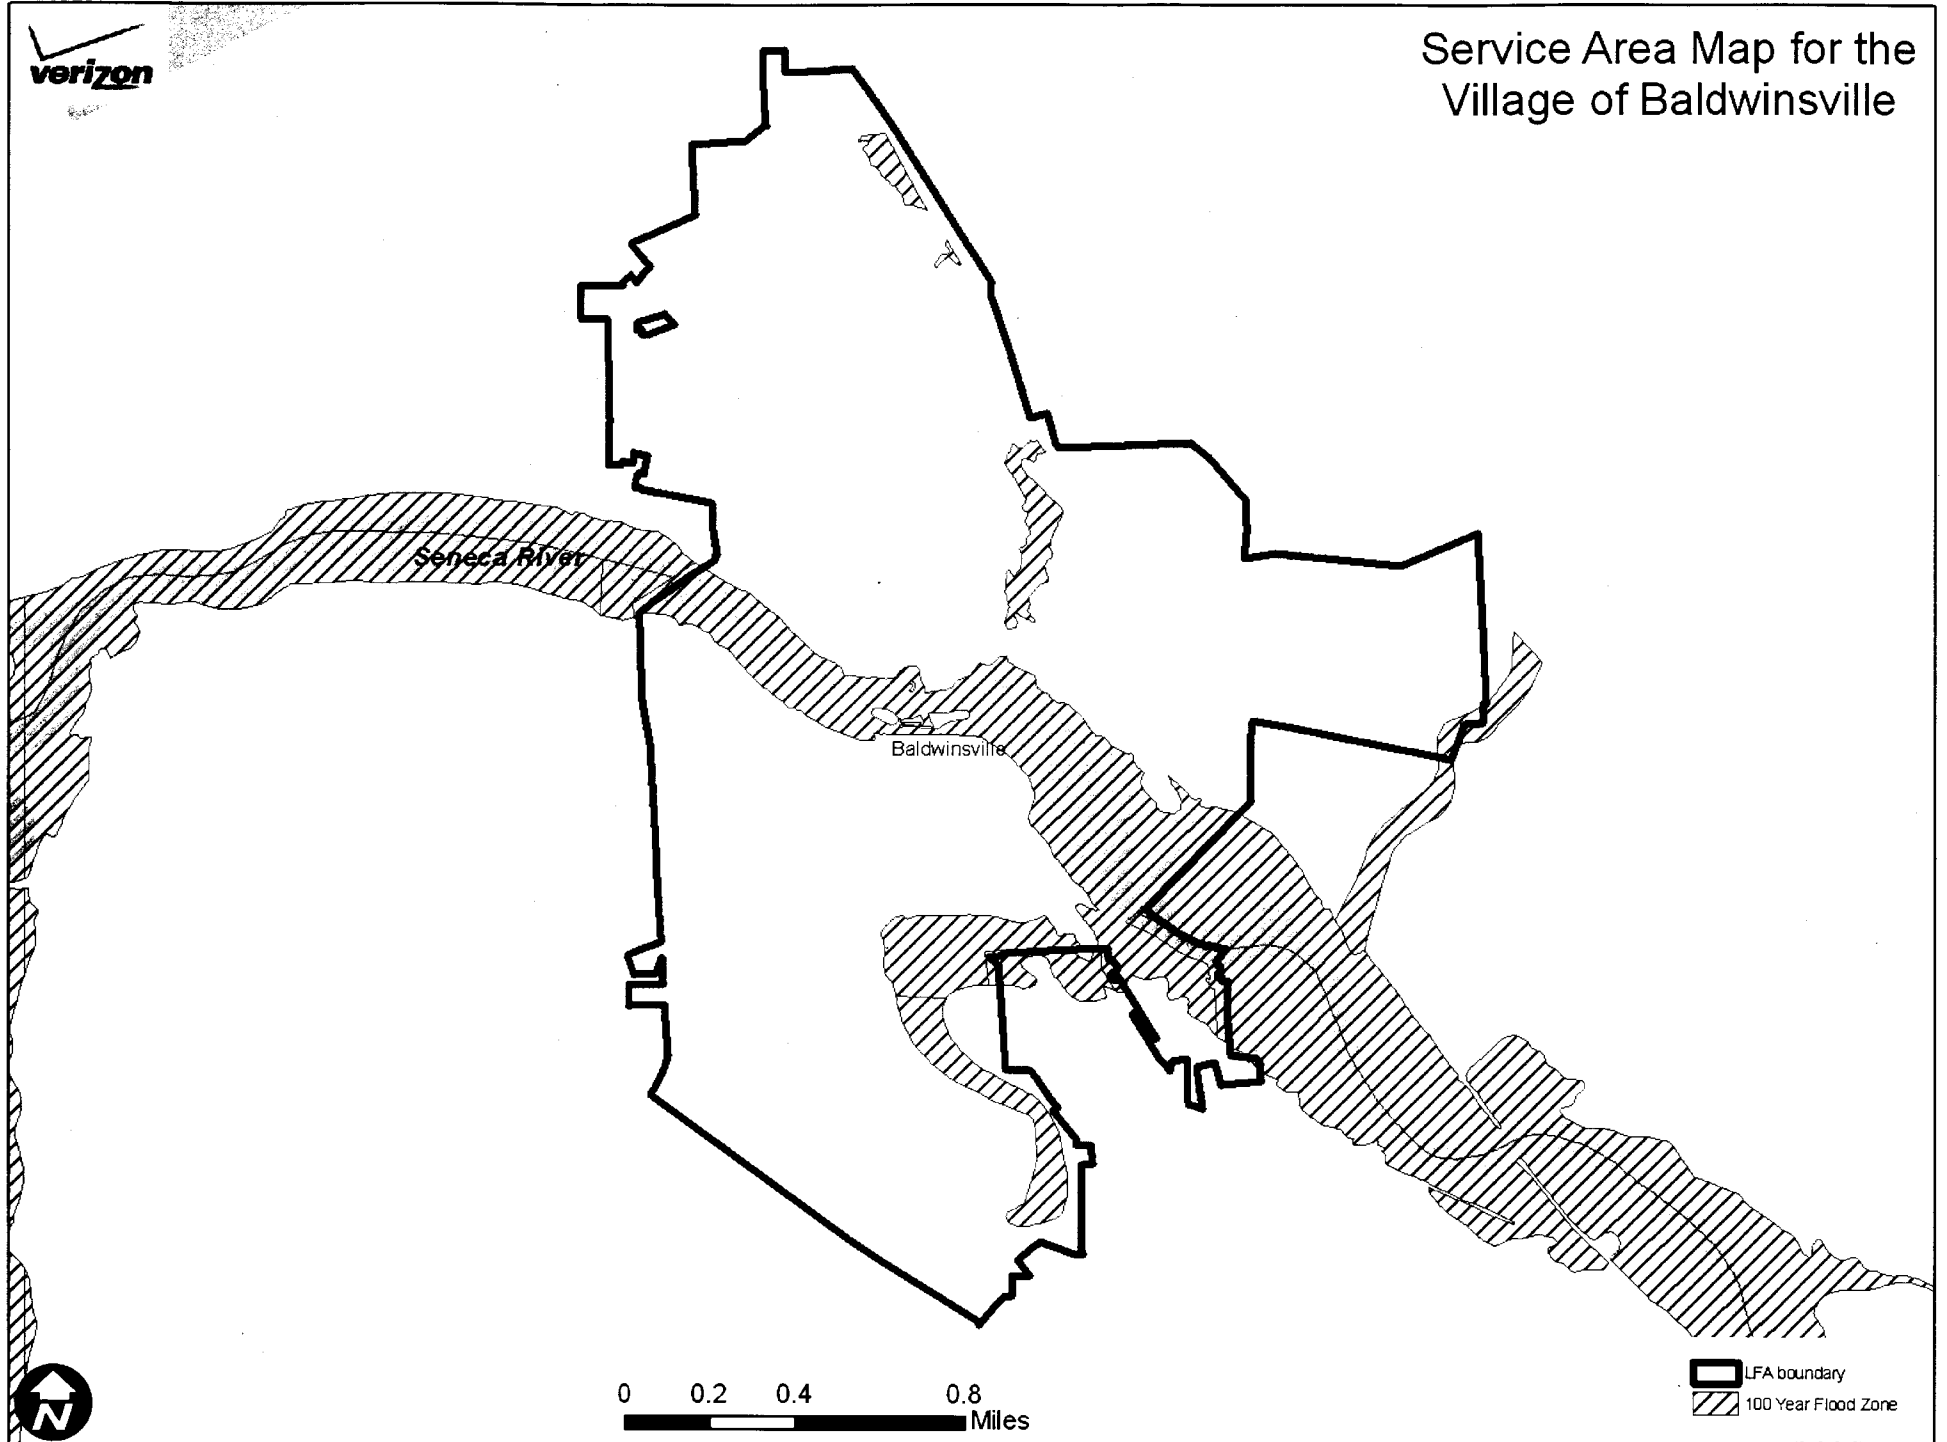 verizon
Service Area Map for the
Village of Baldwinsville
Seneca River
Baldwinsville
0 0.2 0.4 0.8
Miles
LFA boundary
100 Year Flood Zone
N